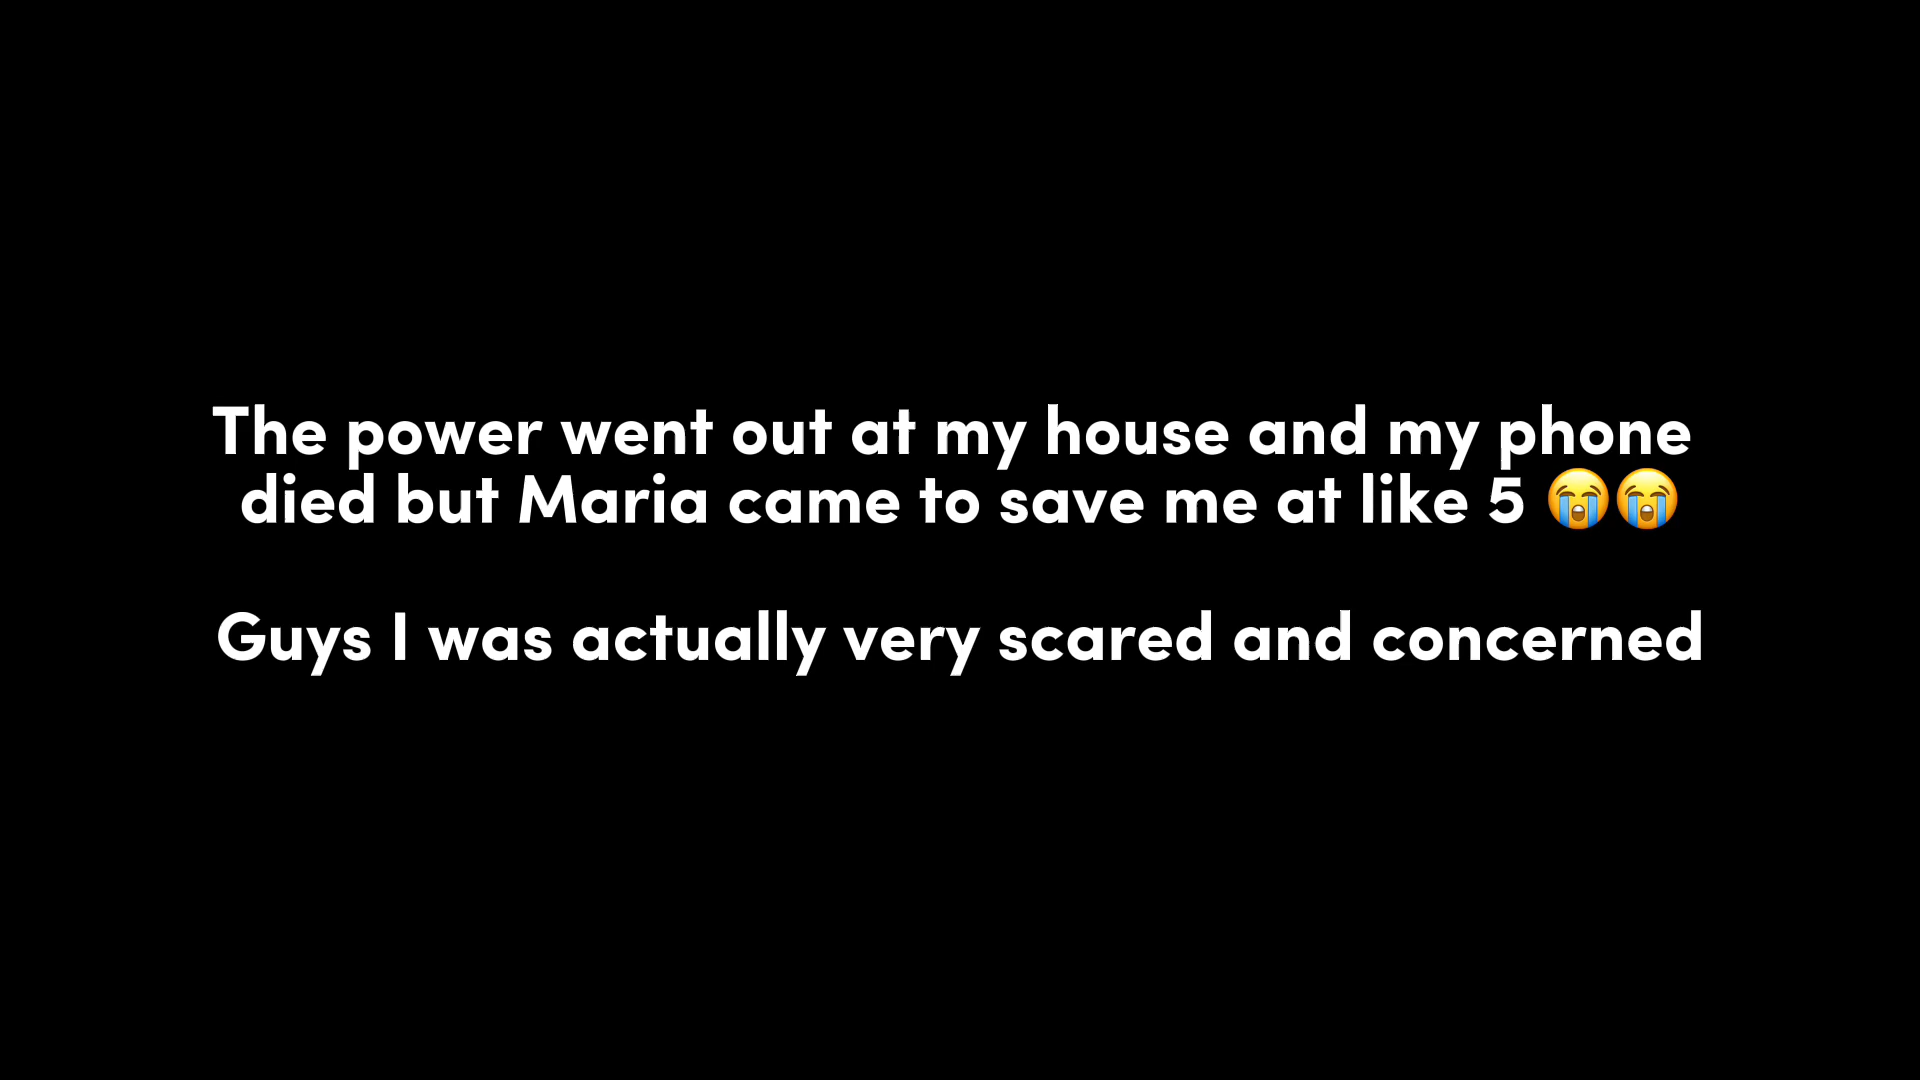 The power went out at my house and my phone
died but Maria came to save me at like 5 😭😭
Guys I was actually very scared and concerned